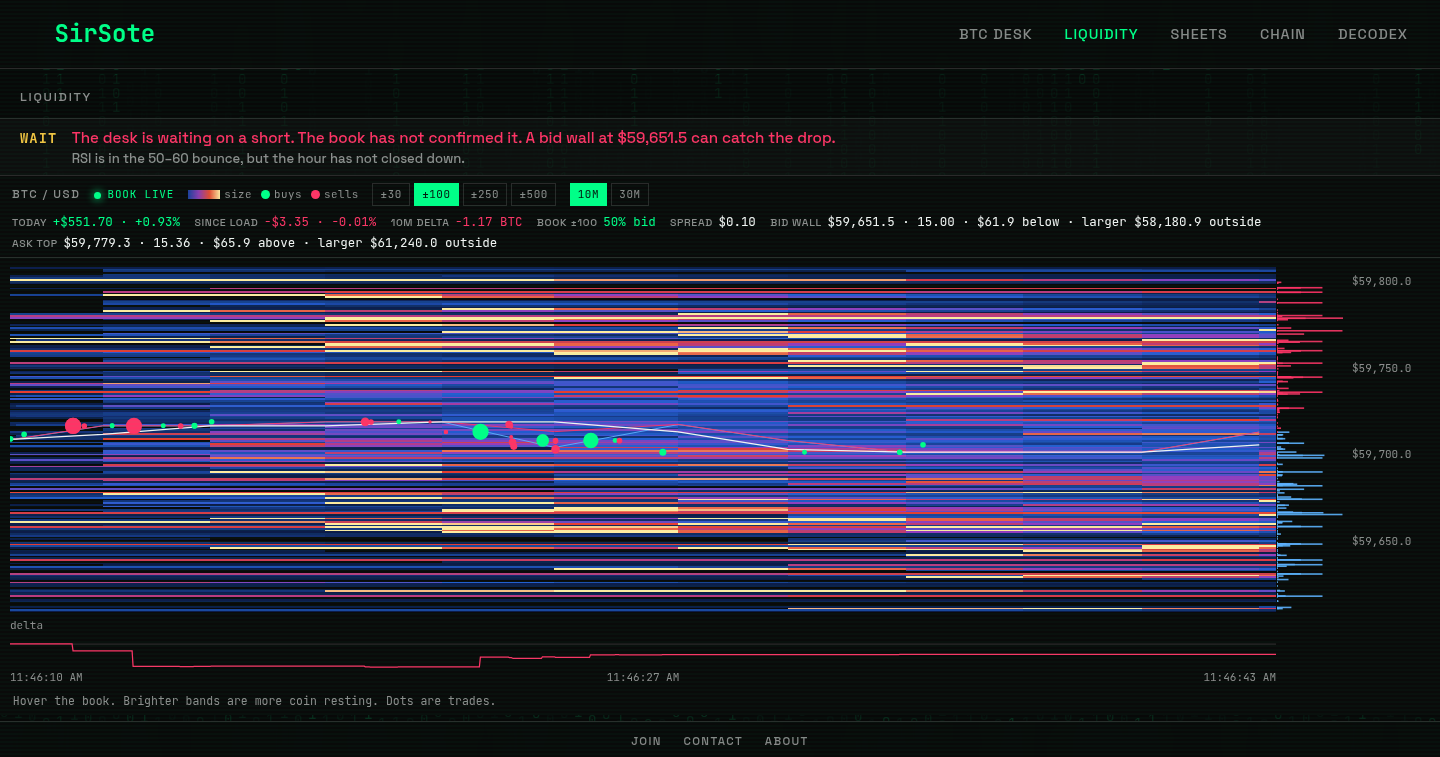 SirSote
BTC DESK LIQUIDITY SHEETS CHAIN DECODEX
LIQUIDITY
WAIT The desk is waiting on a short. The book has not confirmed it. A bid wall at $59,651.5 can catch the drop.
RSI is in the 50–60 bounce, but the hour has not closed down.
BTC / USD BOOK LIVE size buys sells ±30 ±100 ±250 ±500 10M 30M
TODAY +$551.70 · +0.93% SINCE LOAD -$3.35 · -0.01% 10M DELTA -1.17 BTC BOOK ±100 50% bid SPREAD $0.10 BID WALL $59,651.5 · 15.00 · $61.9 below · larger $58,180.9 outside
ASK TOP $59,779.3 · 15.36 · $65.9 above · larger $61,240.0 outside
$59,800.0
$59,750.0
$59,700.0
$59,650.0
delta
11:46:10 AM 11:46:27 AM 11:46:43 AM
Hover the book. Brighter bands are more coin resting. Dots are trades.
JOIN CONTACT ABOUT